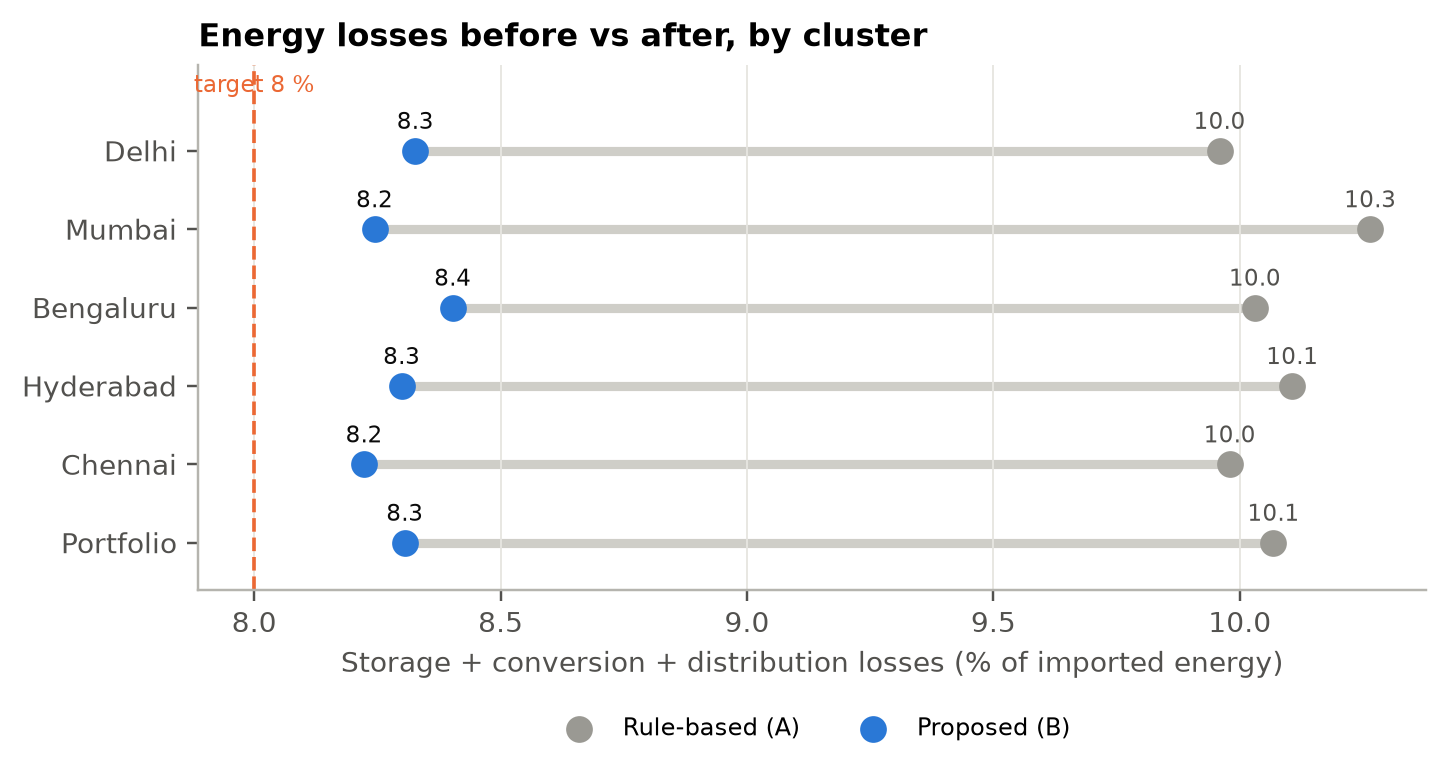 Energy losses before vs after, by cluster
target 8 %
8.3 10.0
Delhi
8.2 10.3
Mumbai
8.4 10.0
Bengaluru
8.3 10.1
Hyderabad
8.2 10.0
Chennai
8.3 10.1
Portfolio
8.0 8.5 9.0 9.5 10.0
Storage + conversion + distribution losses (% of imported energy)
Rule-based (A) Proposed (B)